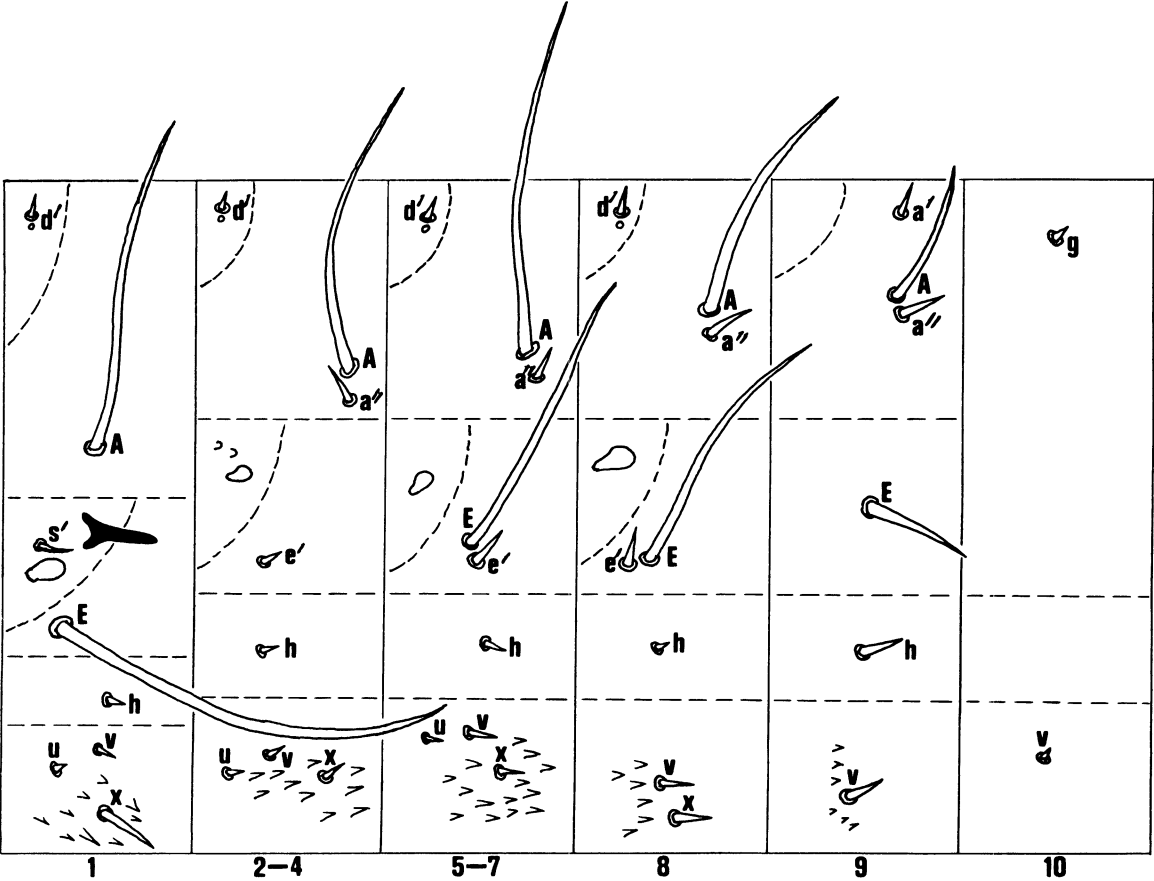 d′ d′ d′ d′ a′ g
A A A A A
a″ a″ a″ a″
s′ e′ E e′ e′ E E
E h h h h h
u v u v x u v x v x v v
x
1 2–4 5–7 8 9 10